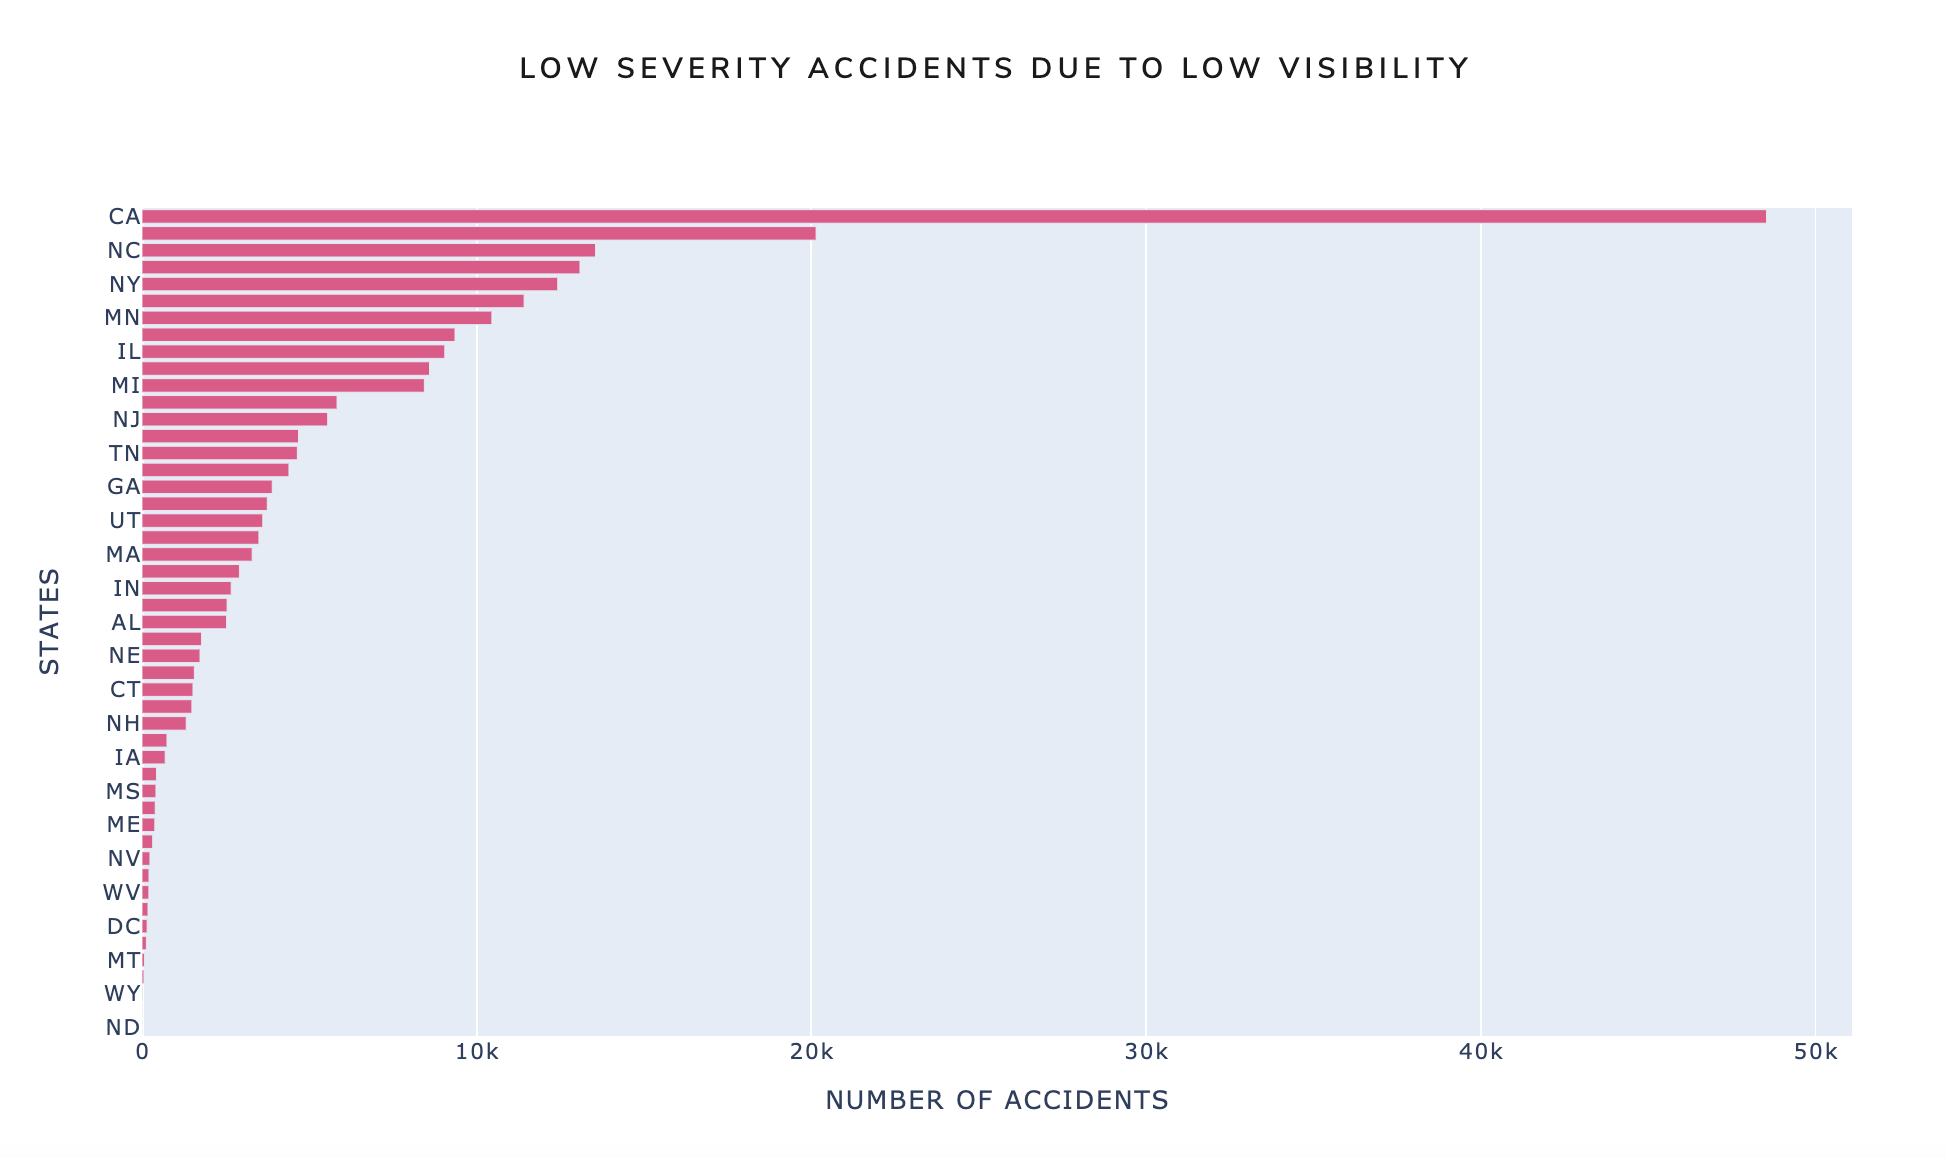 LOW SEVERITY ACCIDENTS DUE TO LOW VISIBILITY
CA
NC
NY
MN
IL
MI
NJ
TN
GA
UT
MA
IN
AL
NE
CT
NH
IA
MS
ME
NV
WV
DC
MT
WY
ND
STATES
0 10k 20k 30k 40k 50k
NUMBER OF ACCIDENTS